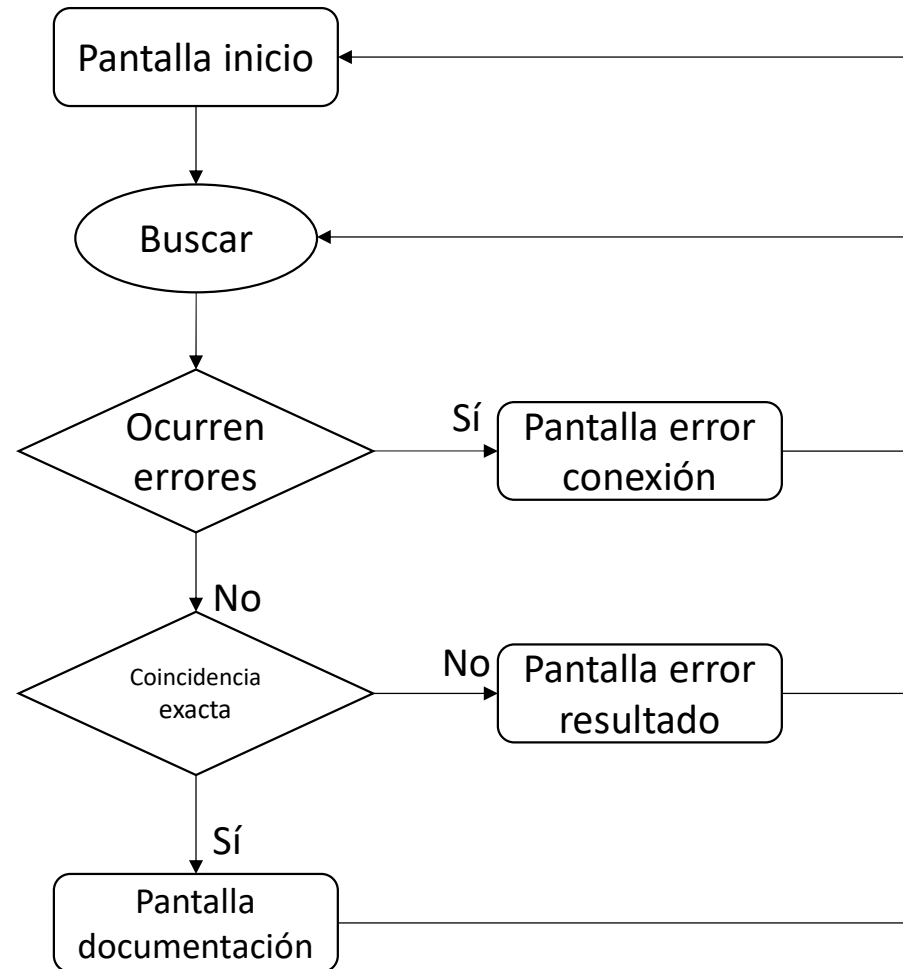 Pantalla inicio
Buscar
Ocurren
errores
Sí
Pantalla error
conexión
No
Coincidencia
exacta
No
Pantalla error
resultado
Sí
Pantalla
documentación